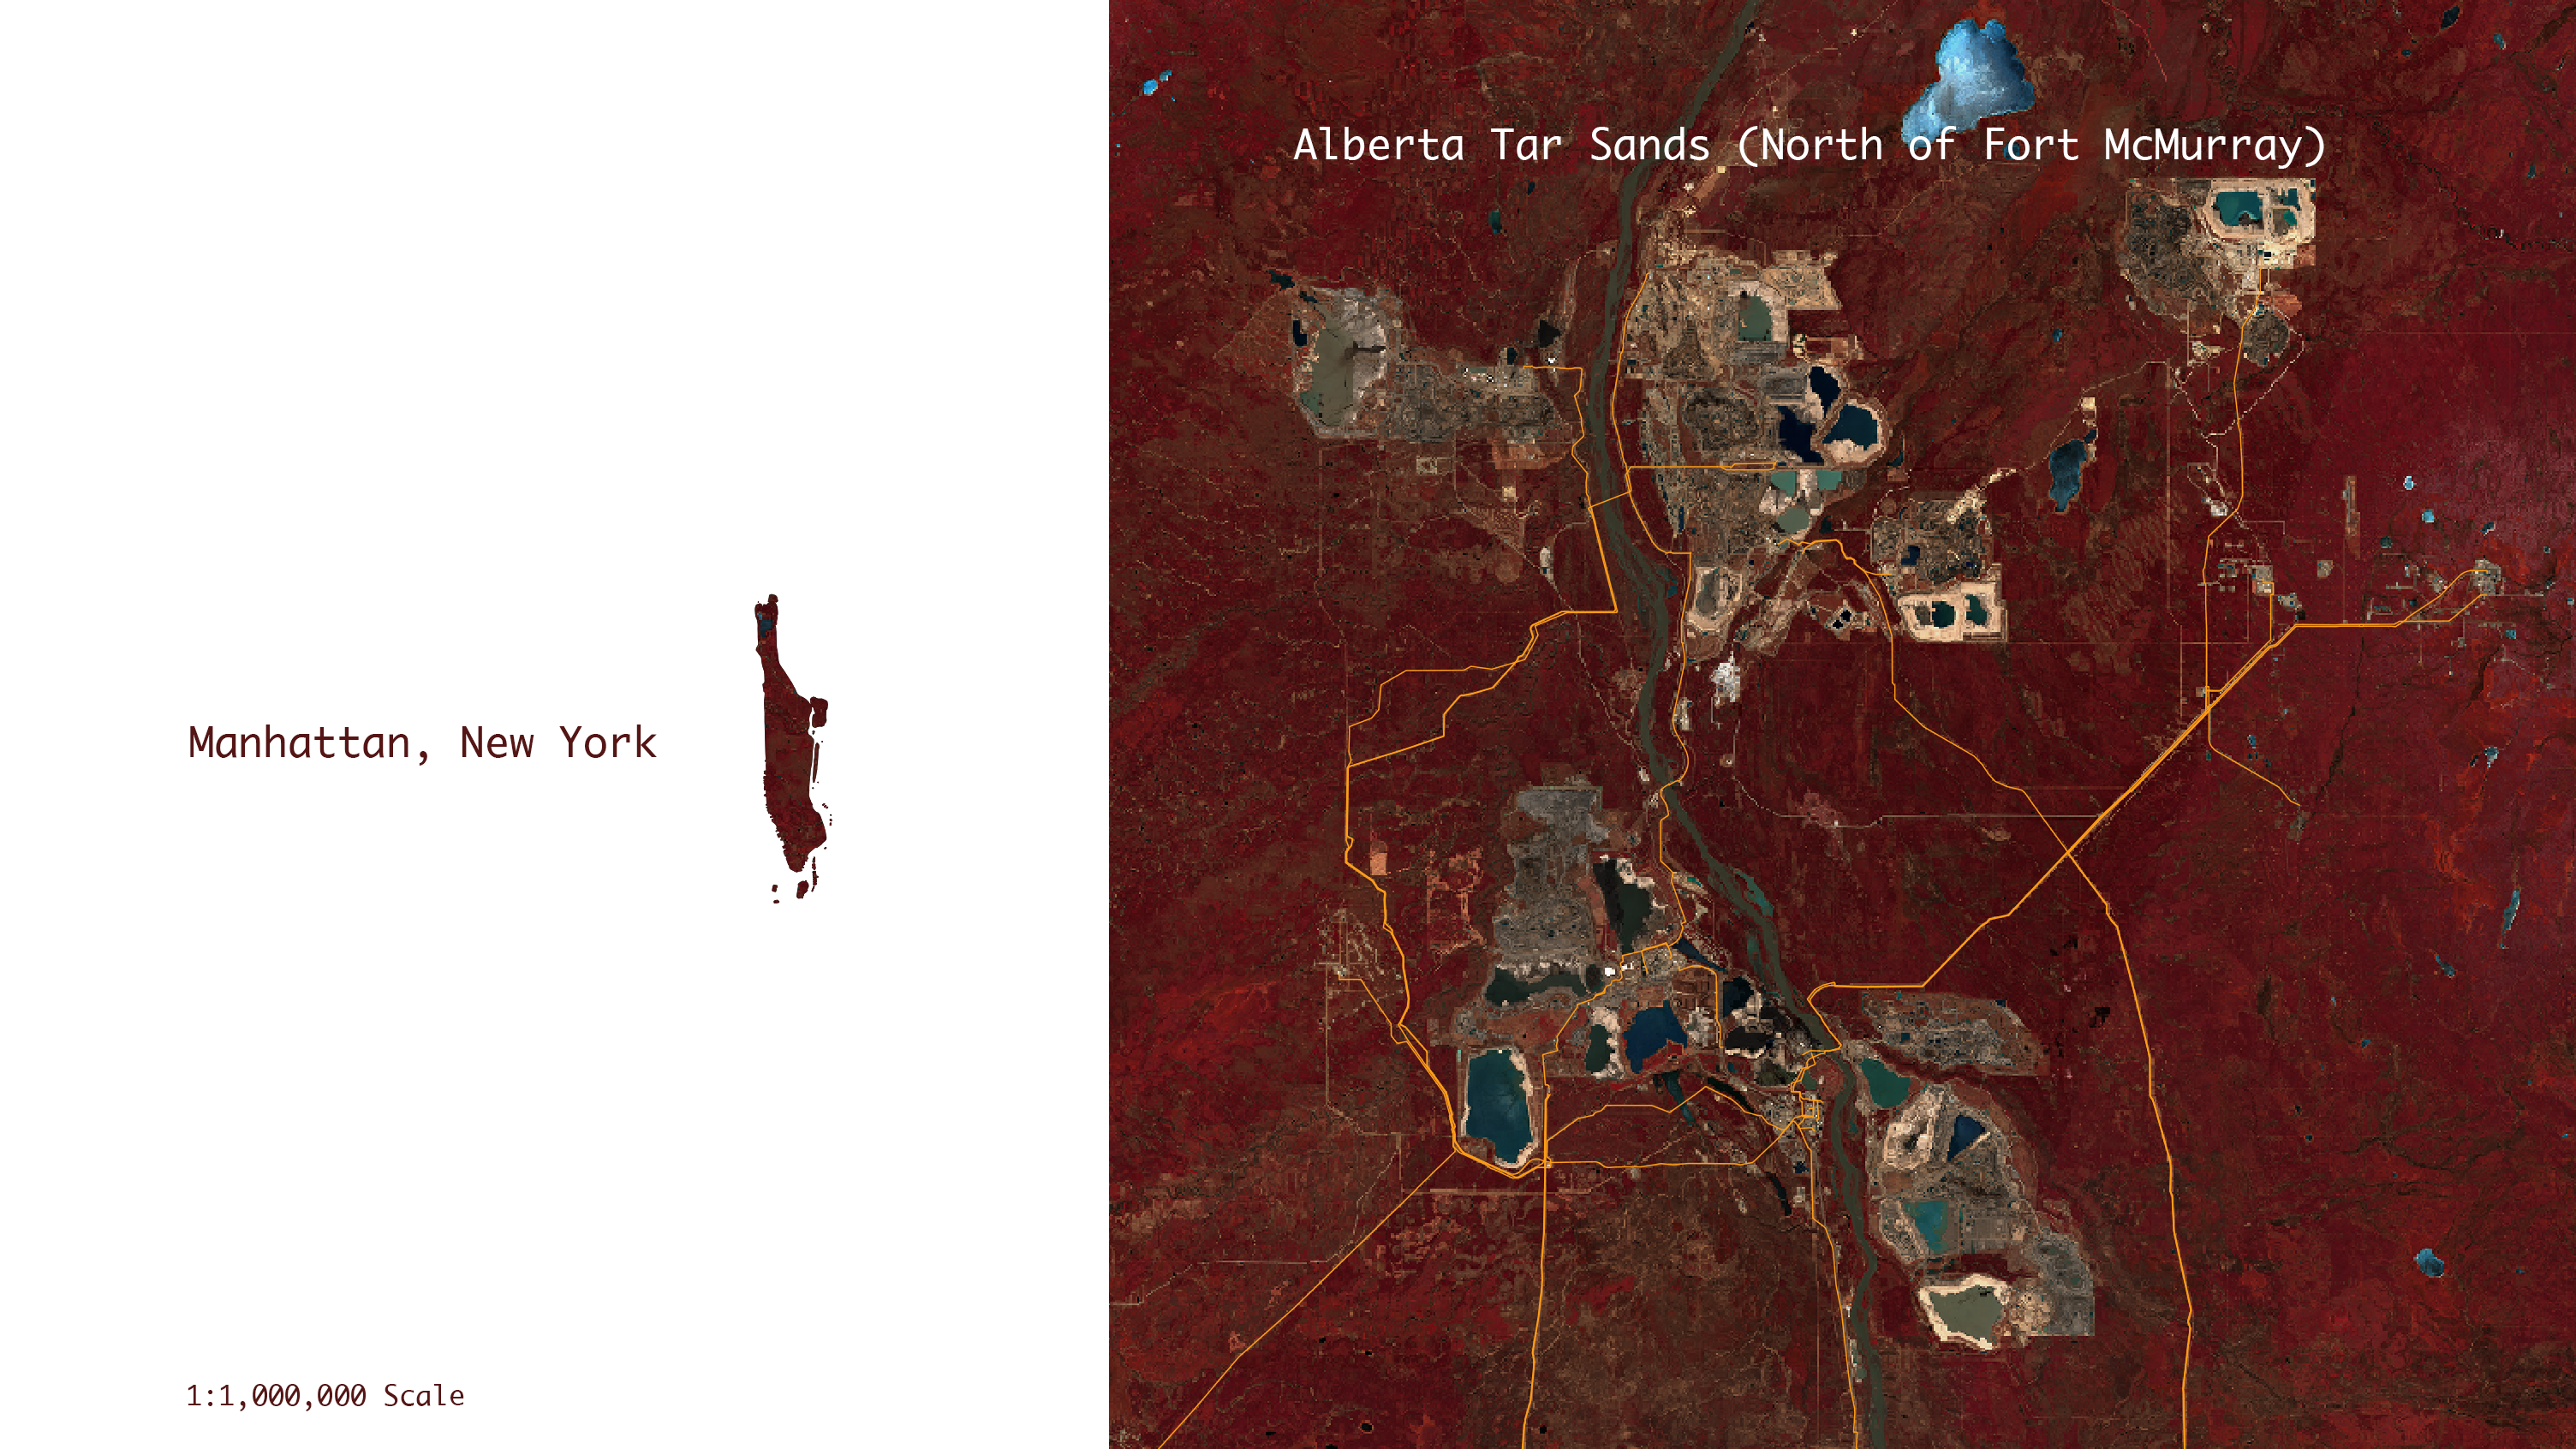 Alberta Tar Sands (North of Fort McMurray)
Manhattan, New York
1:1,000,000 Scale